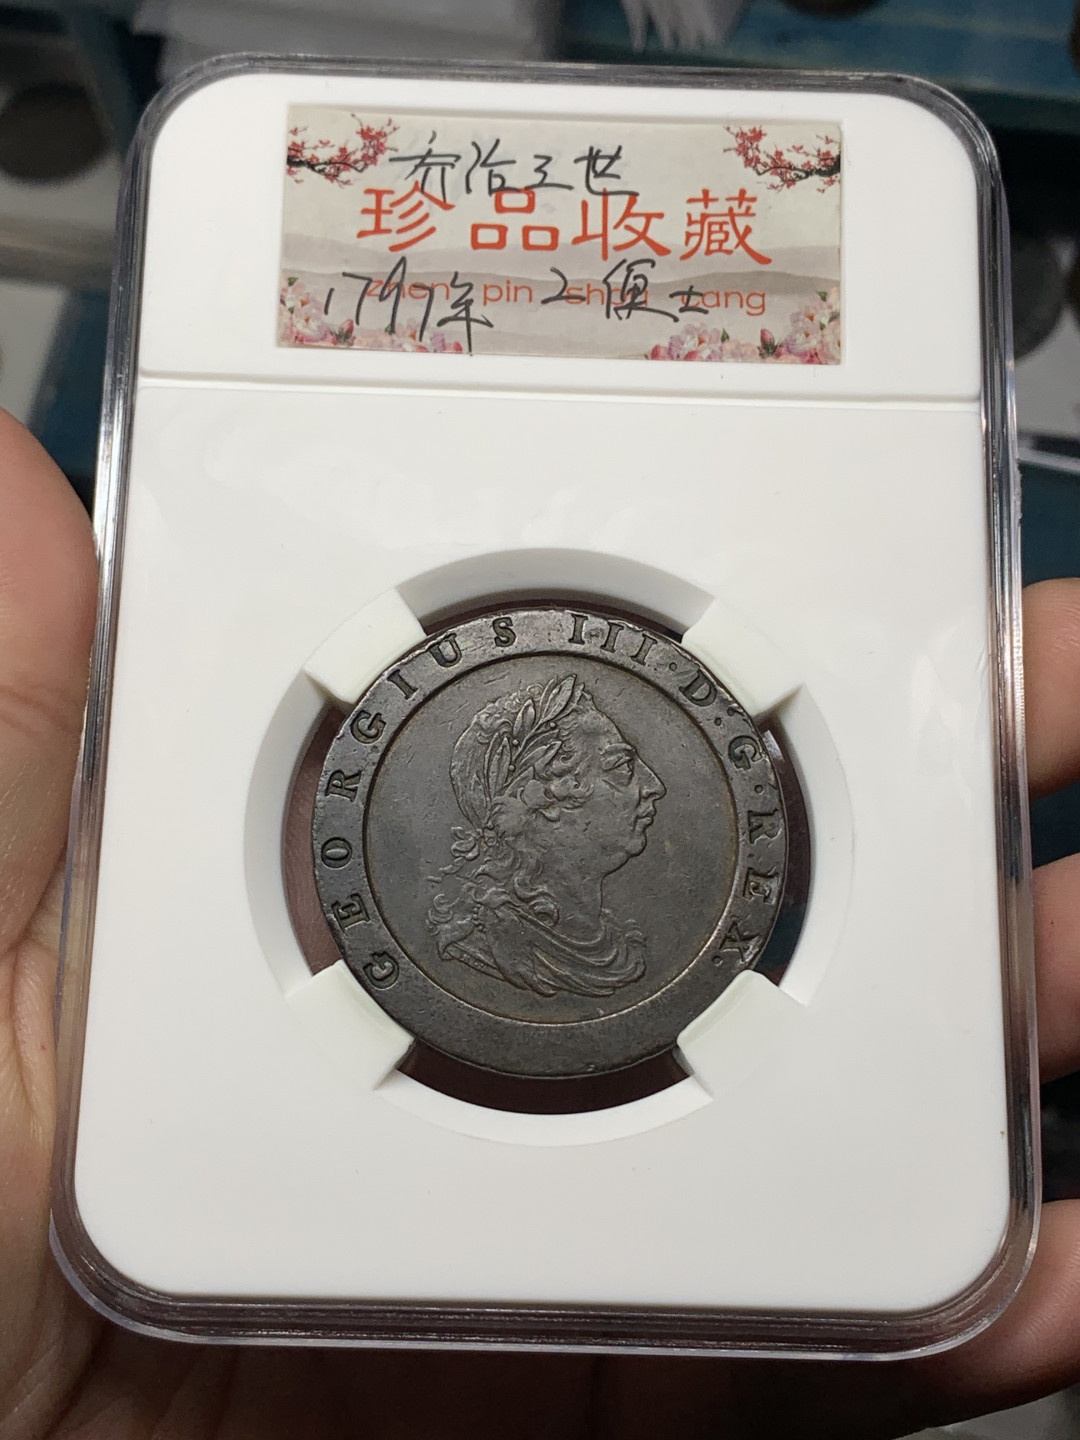 乔治三世
珍品收藏
zhen pin shou cang
1797年 2便士
GEORGIUS III·D·G·REX.